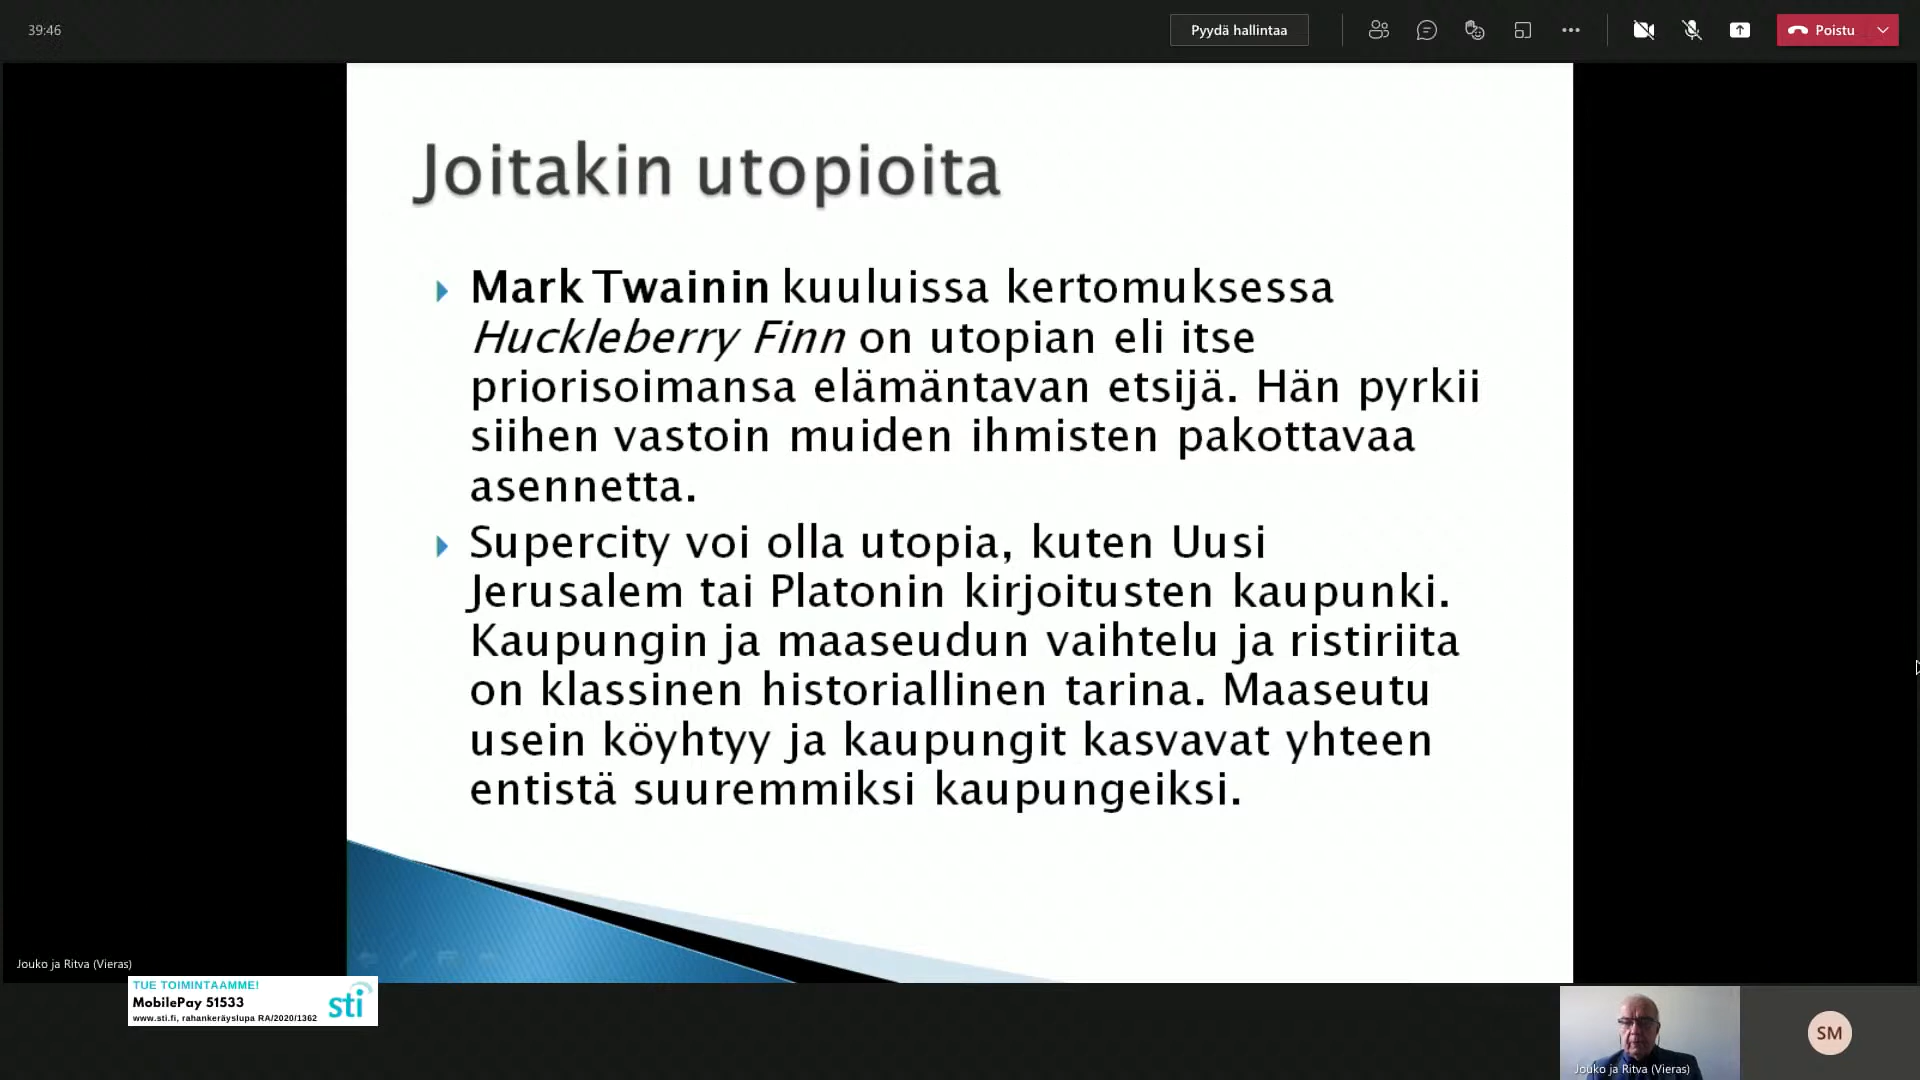 39:46
Pyydä hallintaa
Poistu
Joitakin utopioita
Mark Twainin kuuluissa kertomuksessa
Huckleberry Finn on utopian eli itse
priorisoimansa elämäntavan etsijä. Hän pyrkii
siihen vastoin muiden ihmisten pakottavaa
asennetta.
Supercity voi olla utopia, kuten Uusi
Jerusalem tai Platonin kirjoitusten kaupunki.
Kaupungin ja maaseudun vaihtelu ja ristiriita
on klassinen historiallinen tarina. Maaseutu
usein köyhtyy ja kaupungit kasvavat yhteen
entistä suuremmiksi kaupungeiksi.
Jouko ja Ritva (Vieras)
TUE TOIMINTAAMME!
MobilePay 51533
www.sti.fi, rahankeräyslupa RA/2020/1362
sti
Jouko ja Ritva (Vieras)
SM